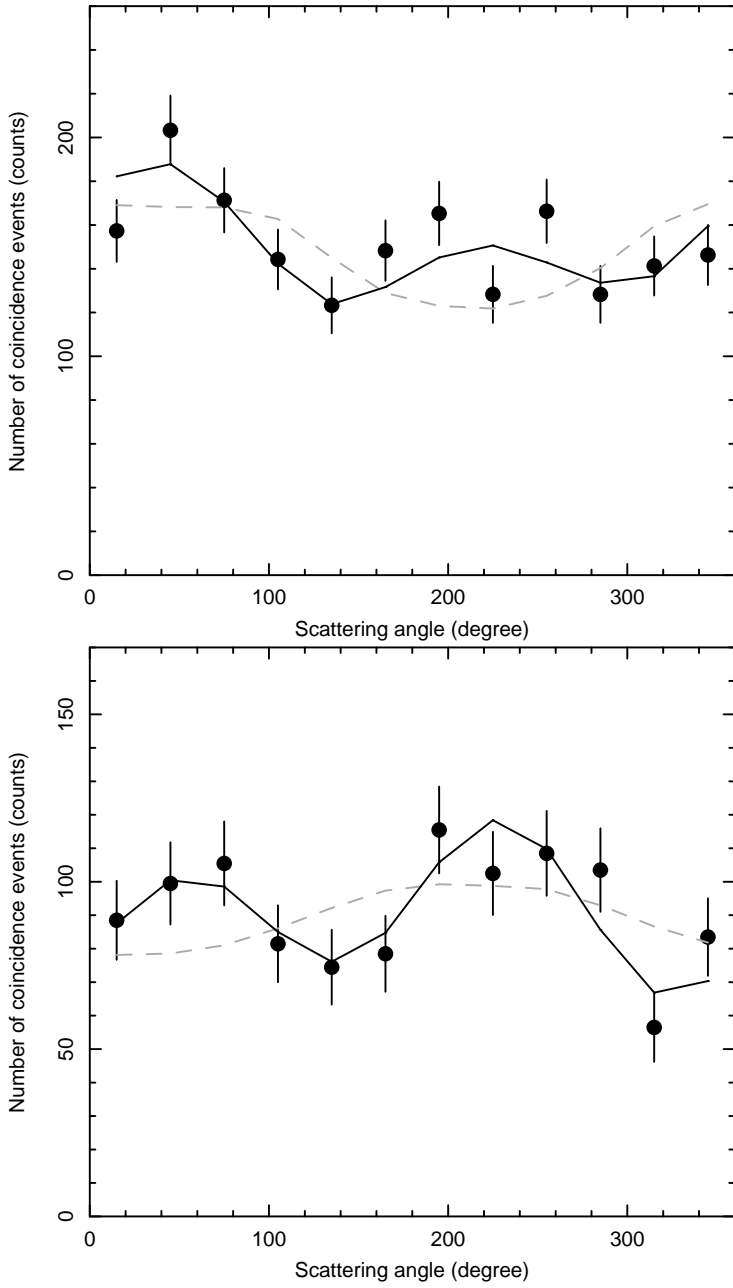 Number of coincidence events (counts)
200
100
0
0 100 200 300
Scattering angle (degree)
Number of coincidence events (counts)
150
100
50
0
0 100 200 300
Scattering angle (degree)